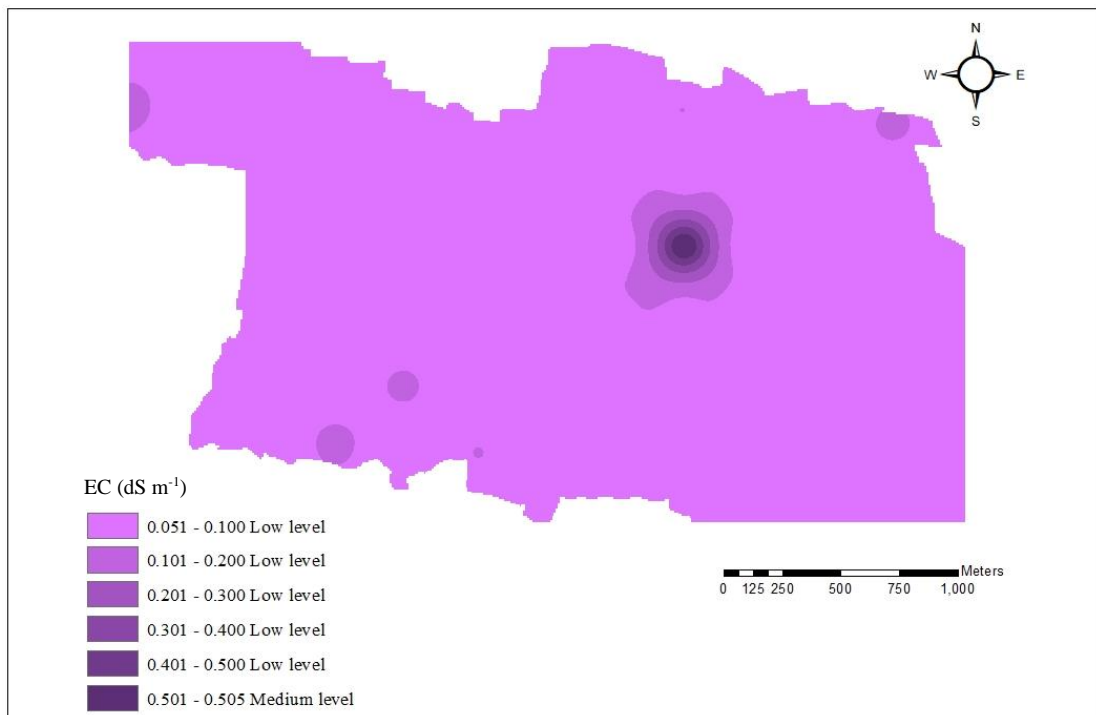 N
W E
S
EC (dS m⁻¹)
0.051 - 0.100 Low level
0.101 - 0.200 Low level
0.201 - 0.300 Low level
0.301 - 0.400 Low level
0.401 - 0.500 Low level
0.501 - 0.505 Medium level
Meters
0 125 250 500 750 1,000